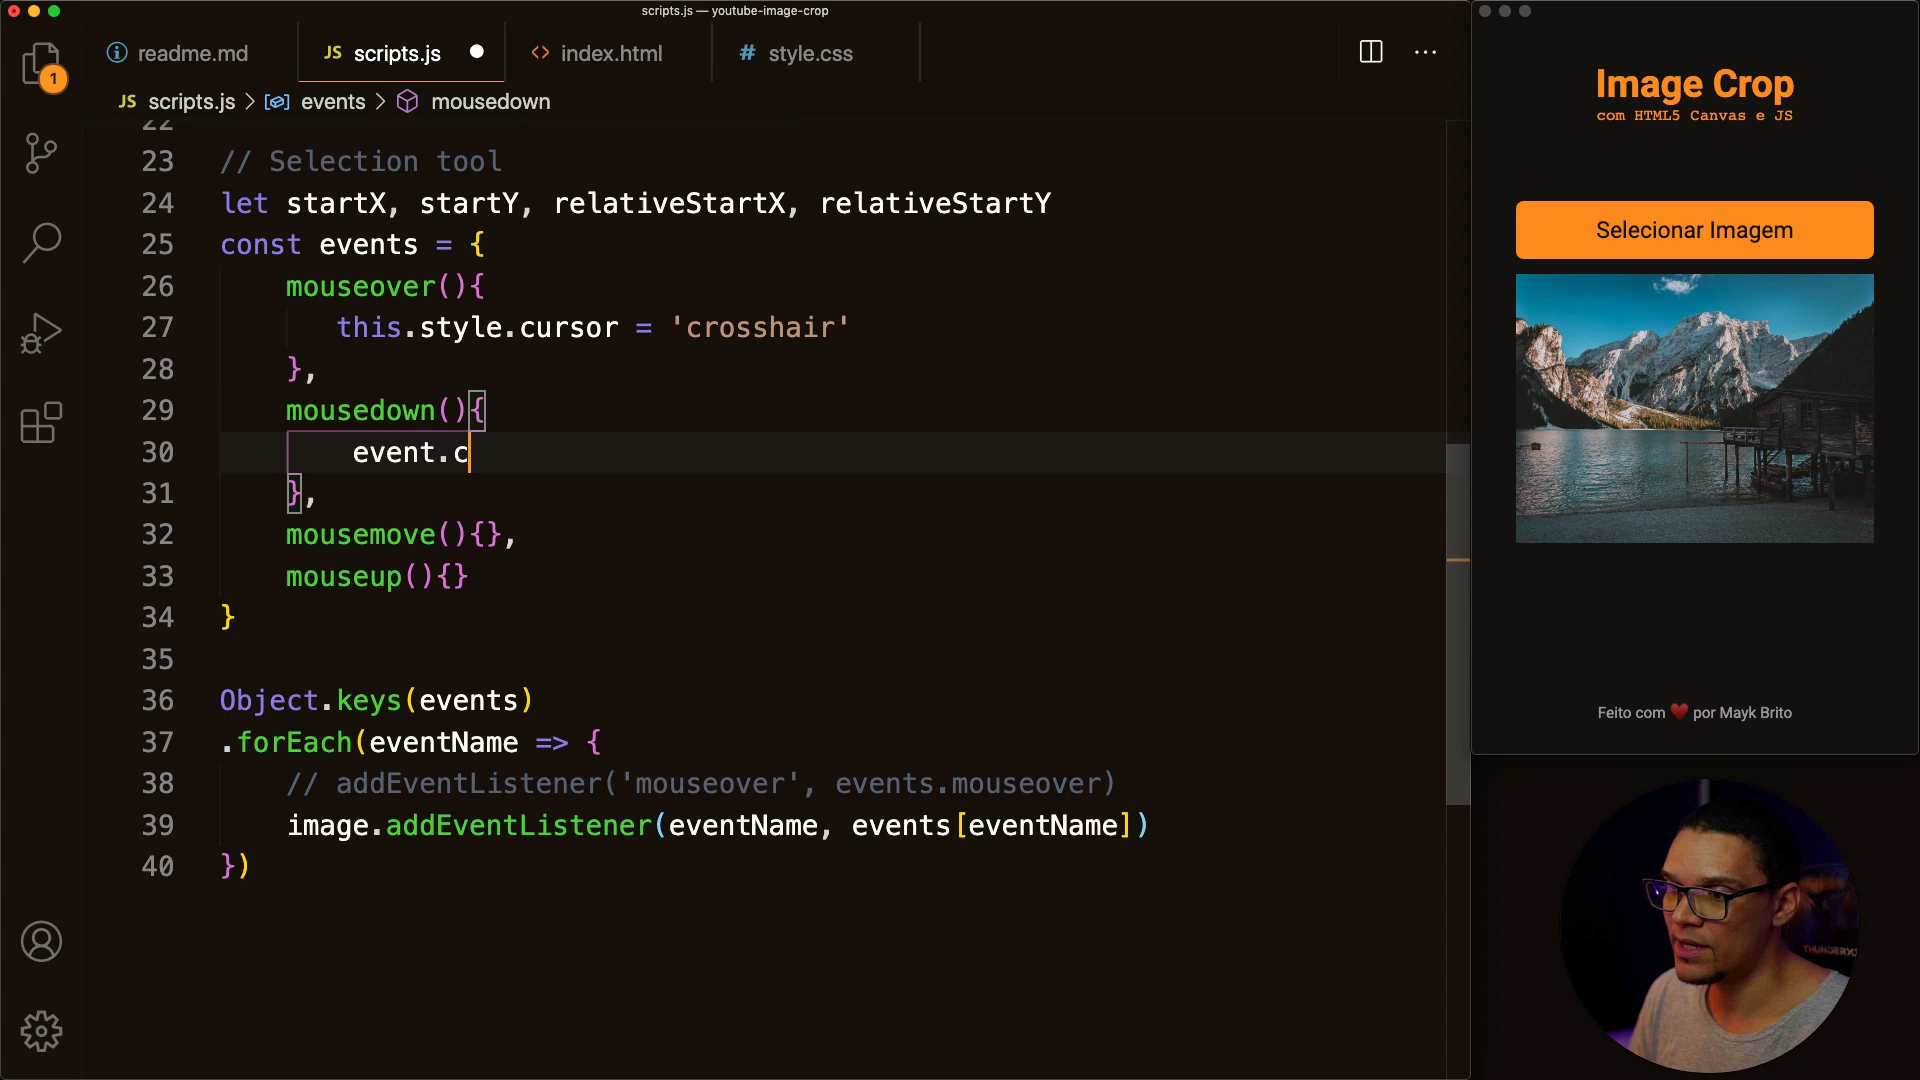 scripts.js — youtube-image-crop
readme.md
JS scripts.js
index.html
# style.css
JS scripts.js > events > mousedown
1
22
23 // Selection tool
24 let startX, startY, relativeStartX, relativeStartY
25 const events = {
26 mouseover(){
27 this.style.cursor = 'crosshair'
28 },
29 mousedown(){
30 event.c
31 },
32 mousemove(){},
33 mouseup(){}
34 }
35
36 Object.keys(events)
37 .forEach(eventName => {
38 // addEventListener('mouseover', events.mouseover)
39 image.addEventListener(eventName, events[eventName])
40 })
Image Crop
com HTML5 Canvas e JS
Selecionar Imagem
Feito com ❤️ por Mayk Brito